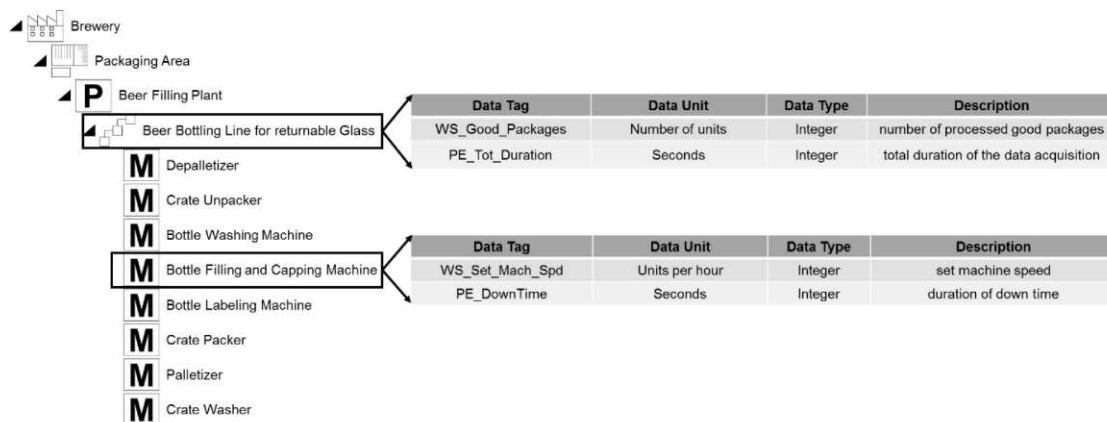 Brewery
Packaging Area
P Beer Filling Plant
Beer Bottling Line for returnable Glass
Data Tag Data Unit Data Type Description
WS_Good_Packages Number of units Integer number of processed good packages
PE_Tot_Duration Seconds Integer total duration of the data acquisition
M Depalletizer
M Crate Unpacker
M Bottle Washing Machine
M Bottle Filling and Capping Machine
Data Tag Data Unit Data Type Description
WS_Set_Mach_Spd Units per hour Integer set machine speed
PE_DownTime Seconds Integer duration of down time
M Bottle Labeling Machine
M Crate Packer
M Palletizer
M Crate Washer